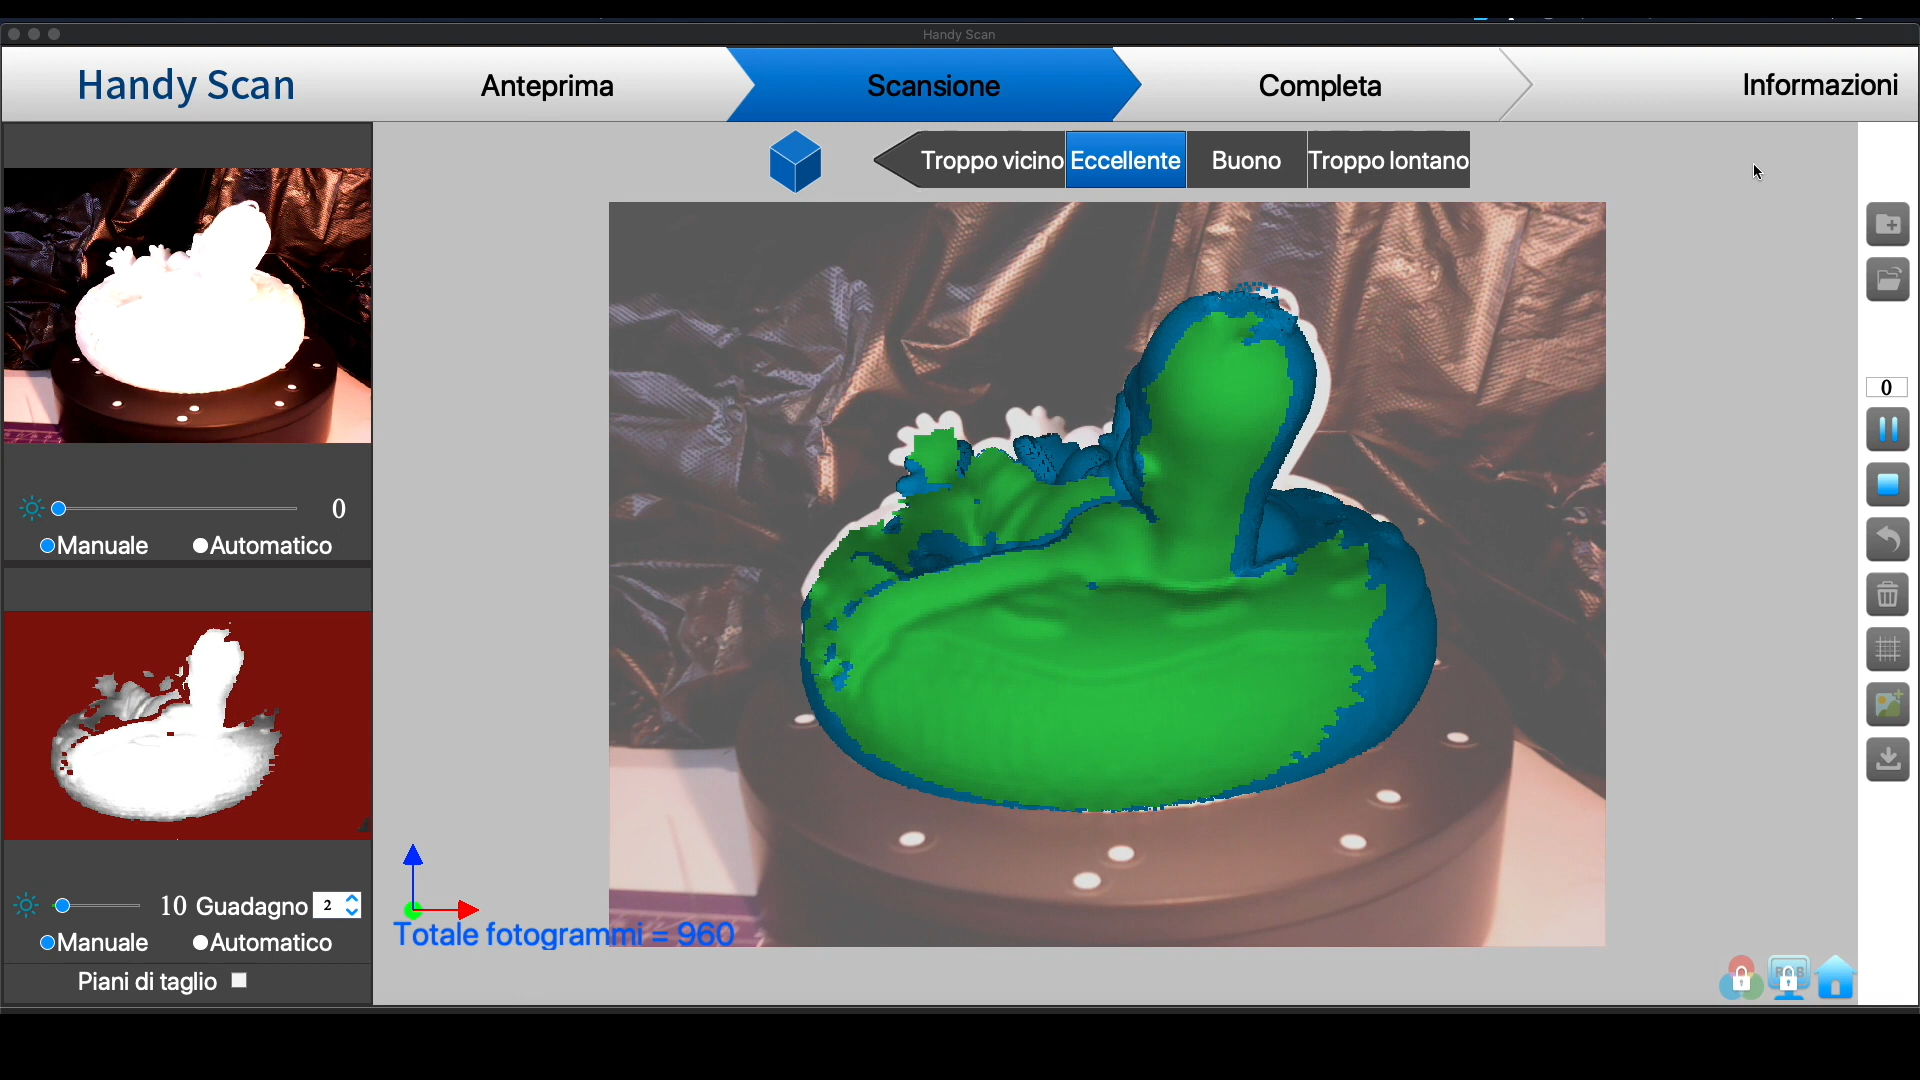 Handy Scan
Handy Scan
Anteprima
Scansione
Completa
Informazioni
Troppo vicino
Eccellente
Buono
Troppo lontano
0
0
Manuale
Automatico
10 Guadagno 2
Manuale
Automatico
Piani di taglio
Totale fotogrammi = 960
RGB